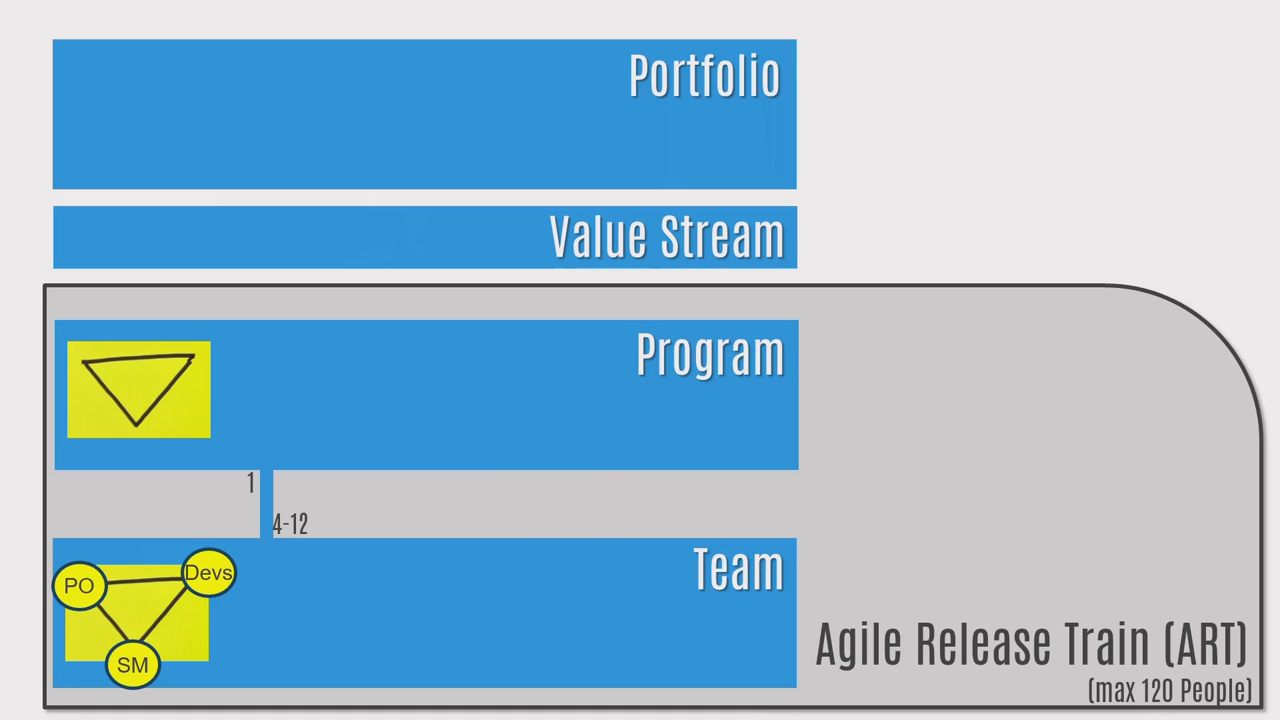 Portfolio
Value Stream
Program
1
4-12
Team
PO
Devs
SM
Agile Release Train (ART)
(max 120 People)